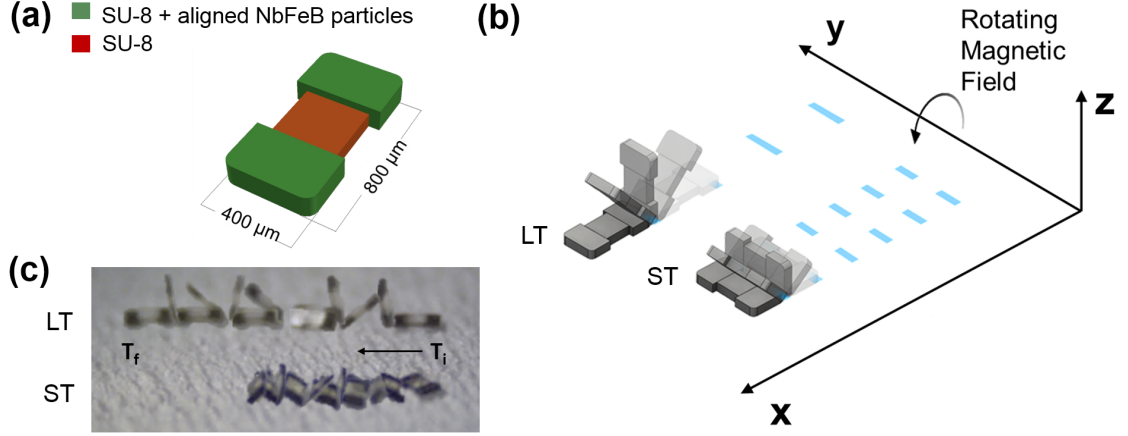 (a)
SU-8 + aligned NbFeB particles
SU-8
400 µm
800 µm
(b)
y
Rotating
Magnetic
Field
z
LT
ST
x
(c)
LT
Tf
Ti
ST